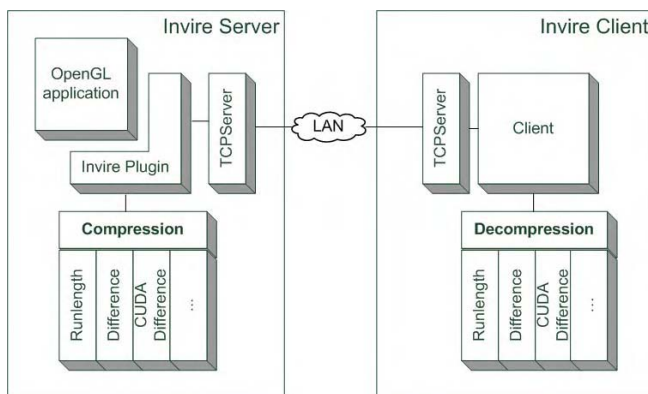 Invire Server
OpenGL
application
Invire Plugin
TCPServer
Compression
Runlength
Difference
CUDA
Difference
...
LAN
Invire Client
TCPServer
Client
Decompression
Runlength
Difference
CUDA
Difference
...